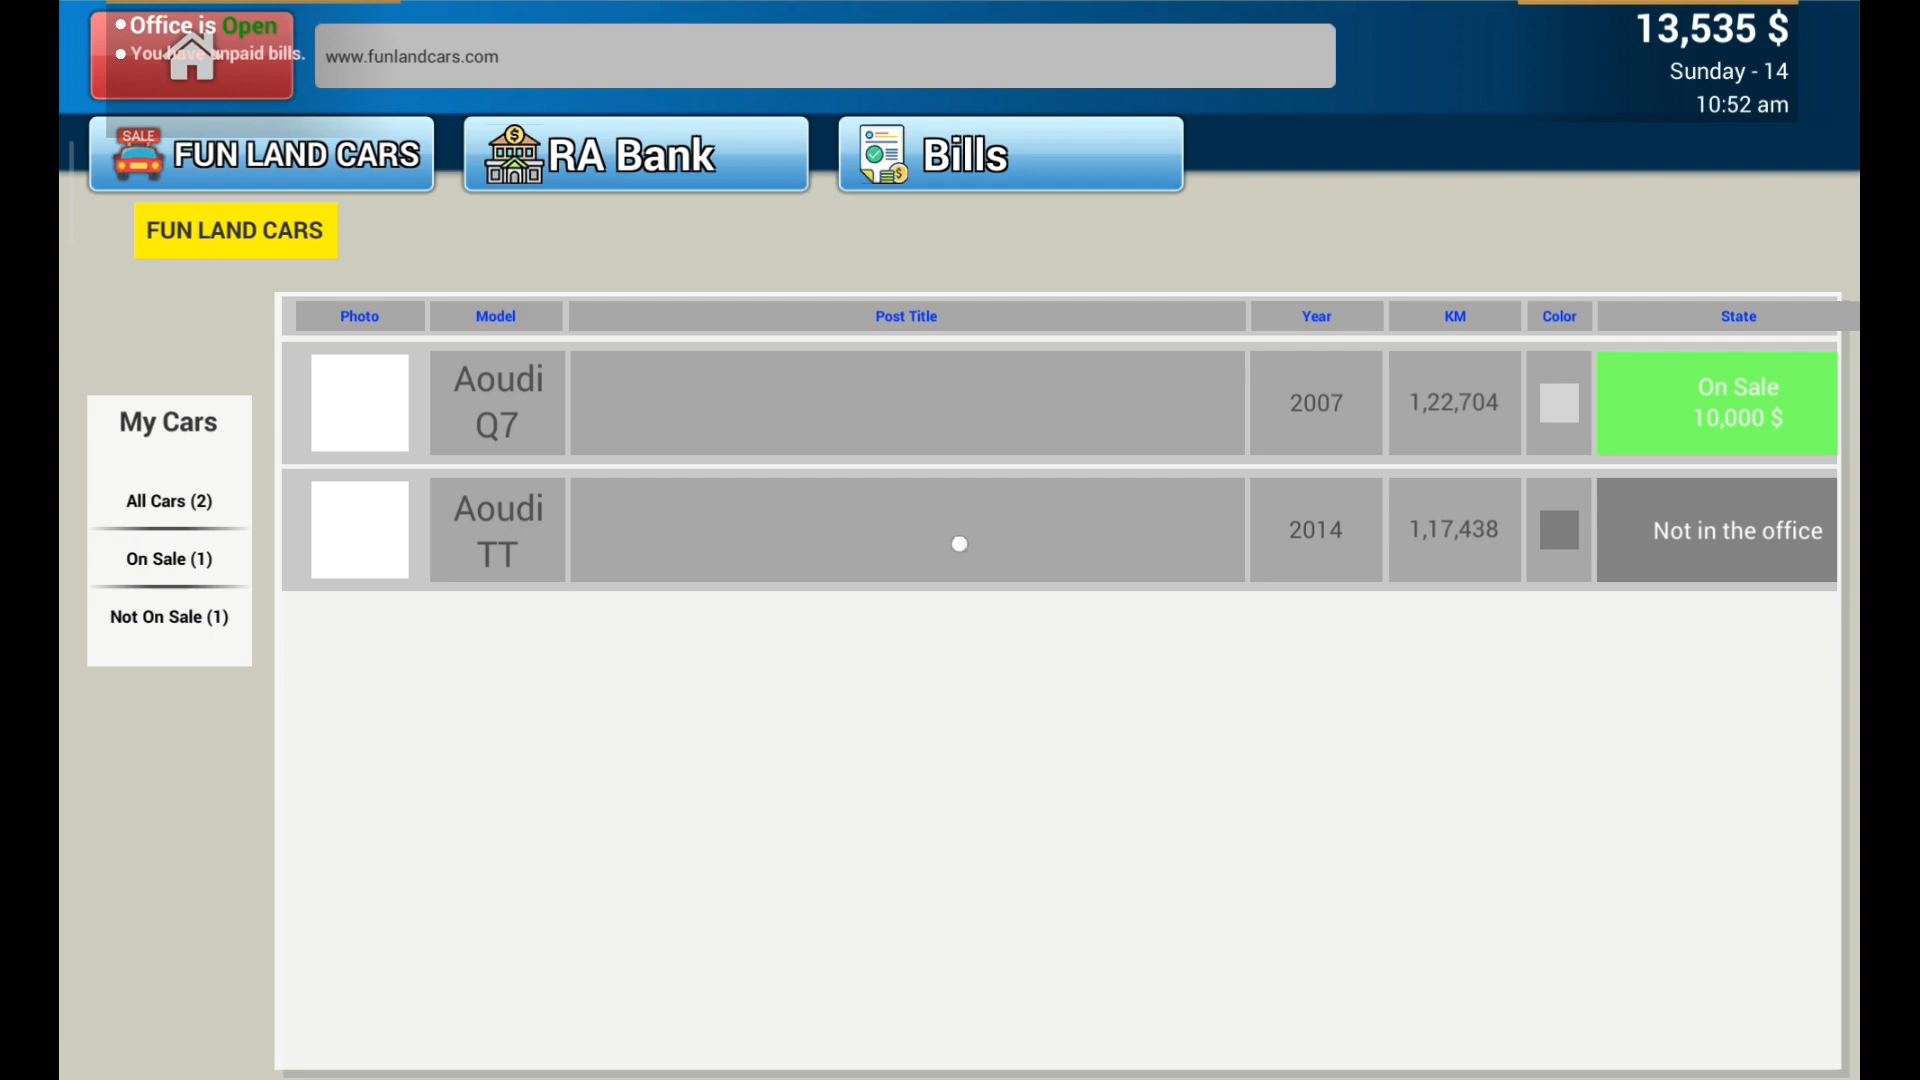 Office is Open
You have unpaid bills.
www.funlandcars.com
13,535 $
Sunday - 14
10:52 am
SALE
FUN LAND CARS
RA Bank
Bills
FUN LAND CARS
Photo
Model
Post Title
Year
KM
Color
State
Aoudi
Q7
2007
1,22,704
On Sale
10,000 $
Aoudi
TT
2014
1,17,438
Not in the office
My Cars
All Cars (2)
On Sale (1)
Not On Sale (1)